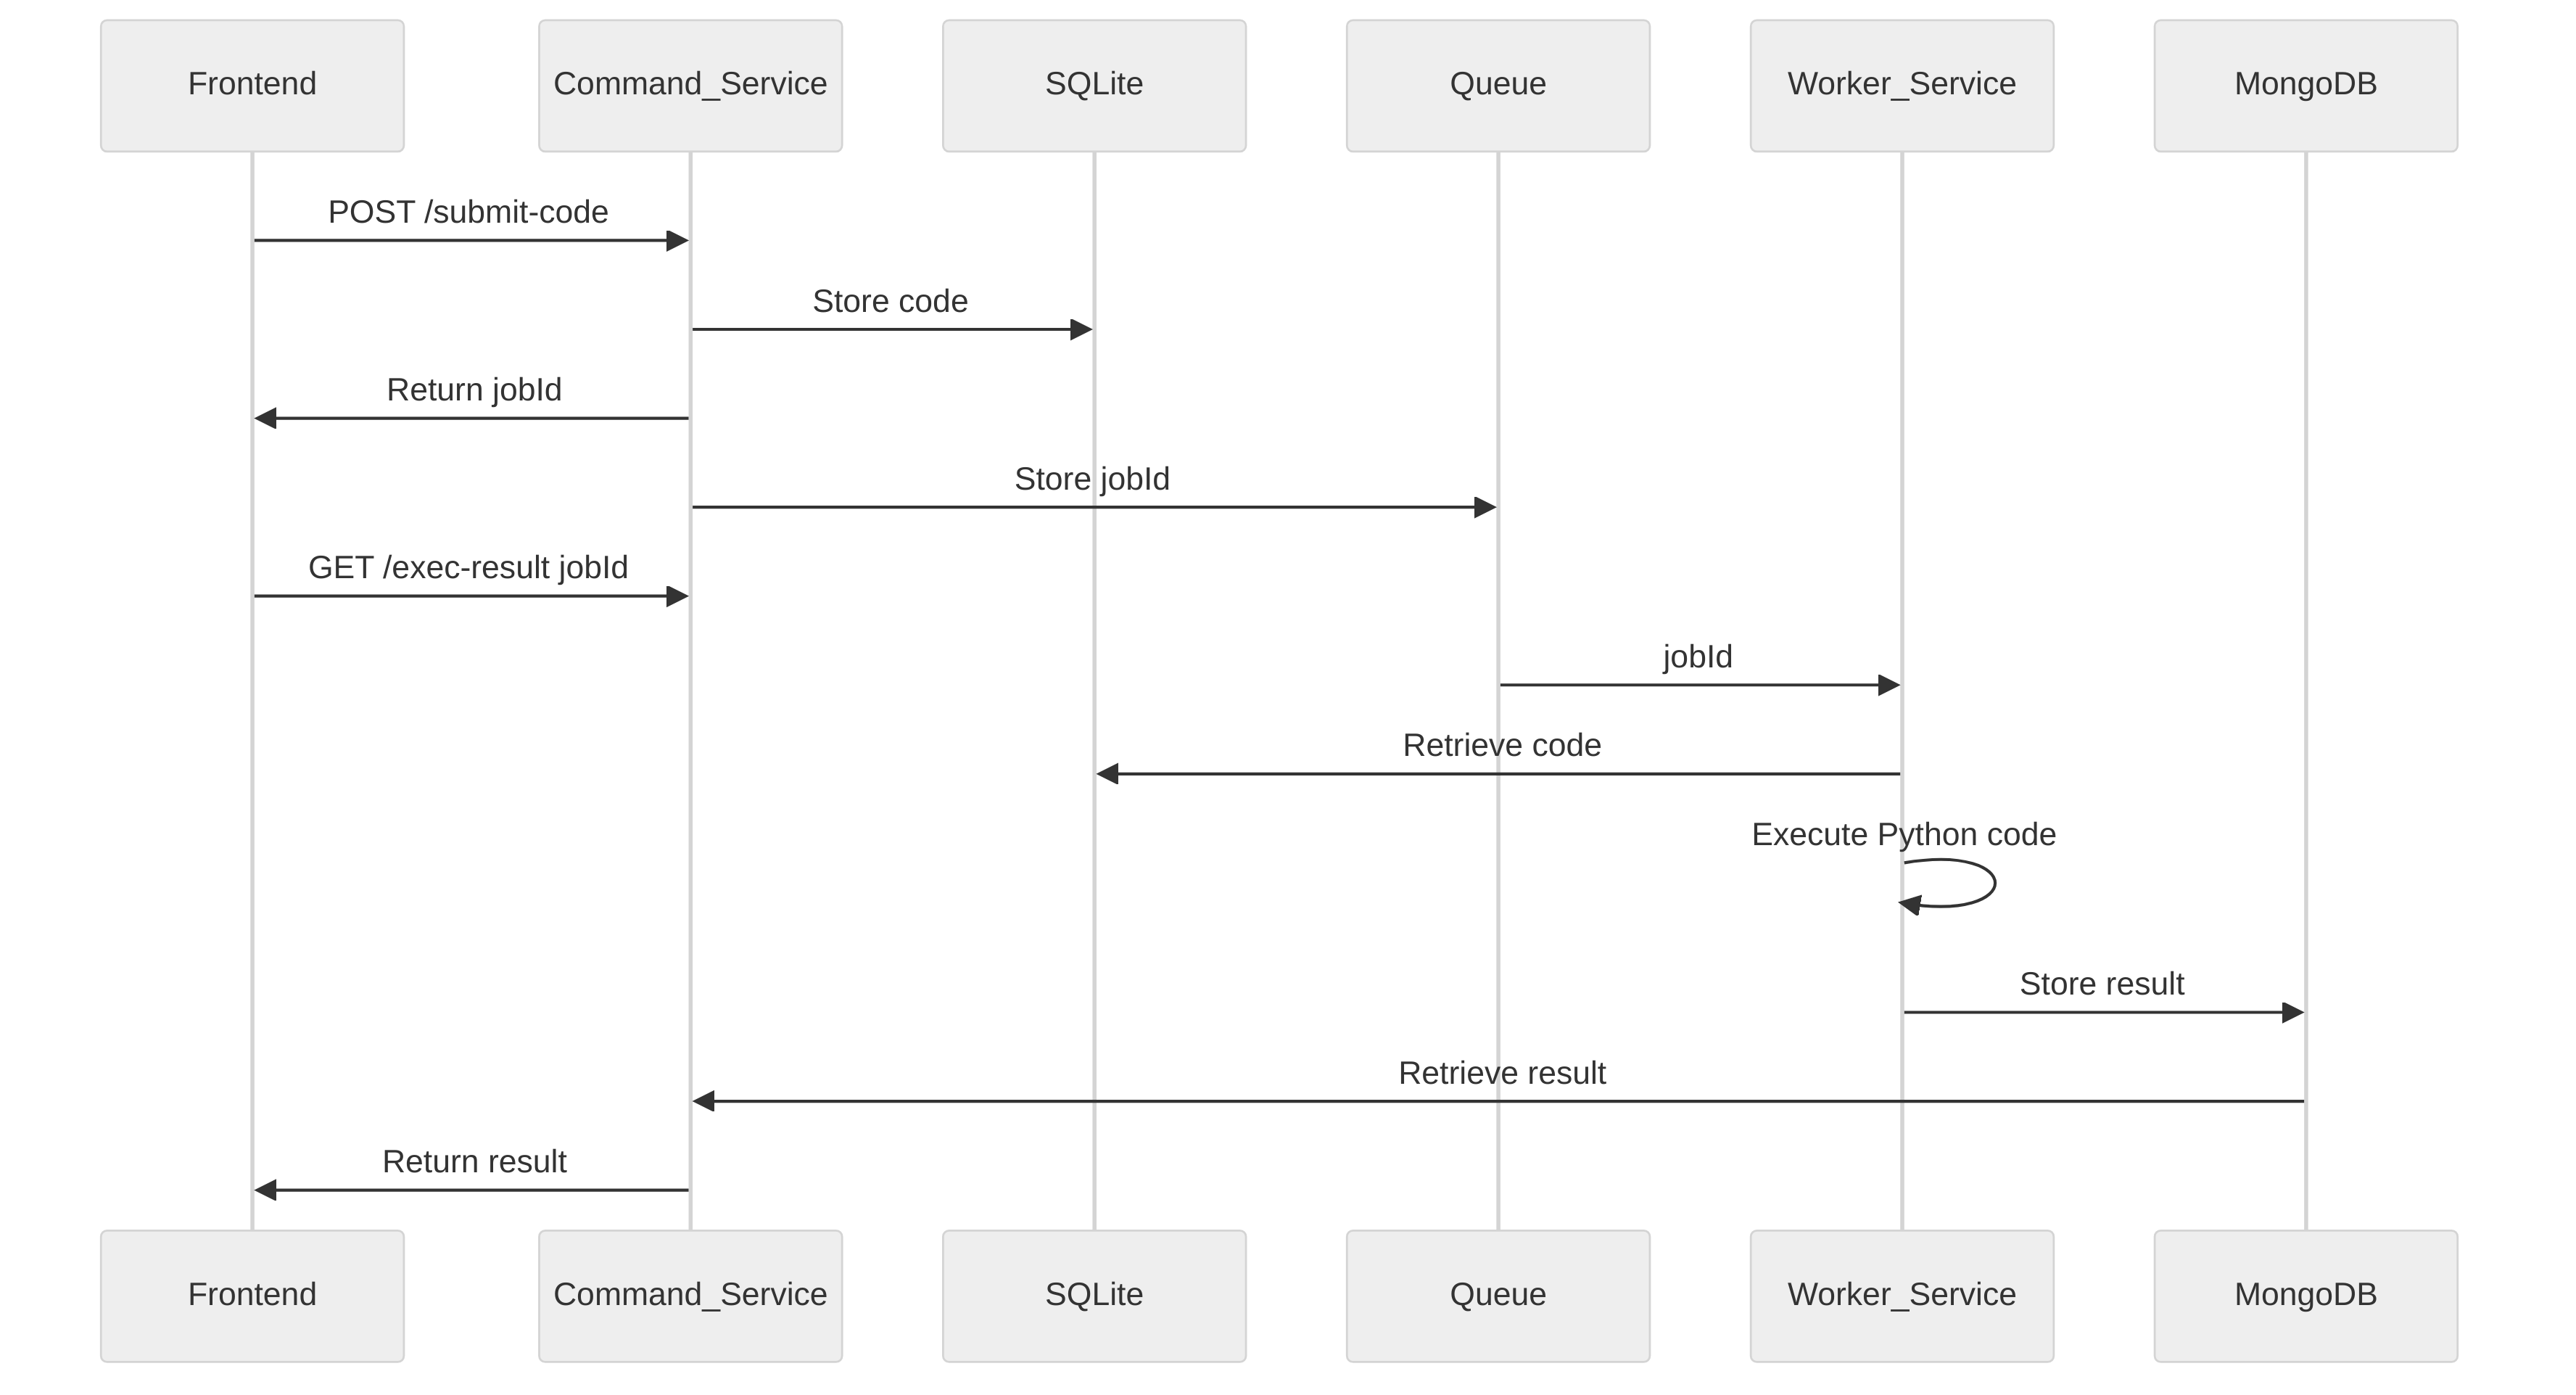 Frontend
Command_Service
SQLite
Queue
Worker_Service
MongoDB
POST /submit-code
Store code
Return jobId
Store jobId
GET /exec-result jobId
jobId
Retrieve code
Execute Python code
Store result
Retrieve result
Return result
Frontend
Command_Service
SQLite
Queue
Worker_Service
MongoDB